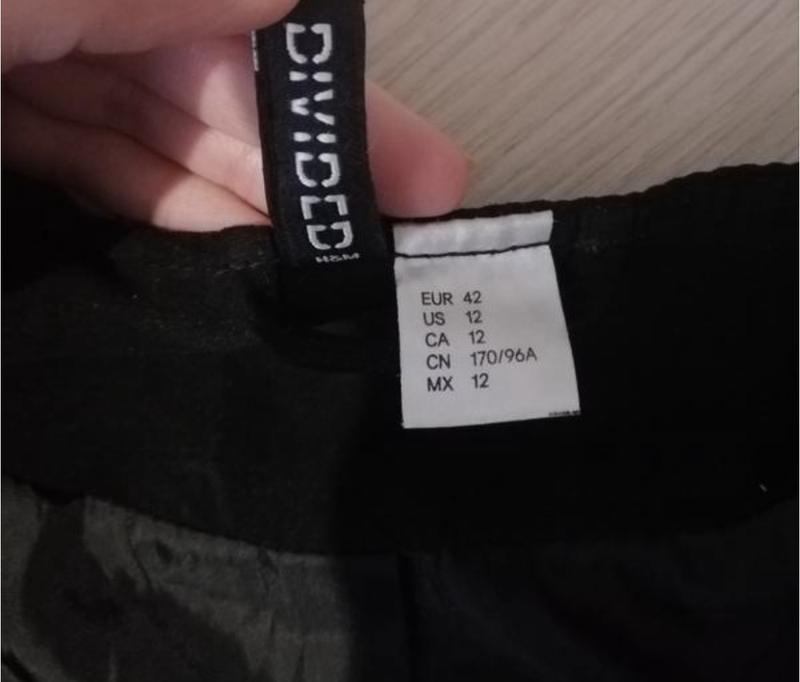 DIVIDED
H&M
EUR 42
US 12
CA 12
CN 170/96A
MX 12